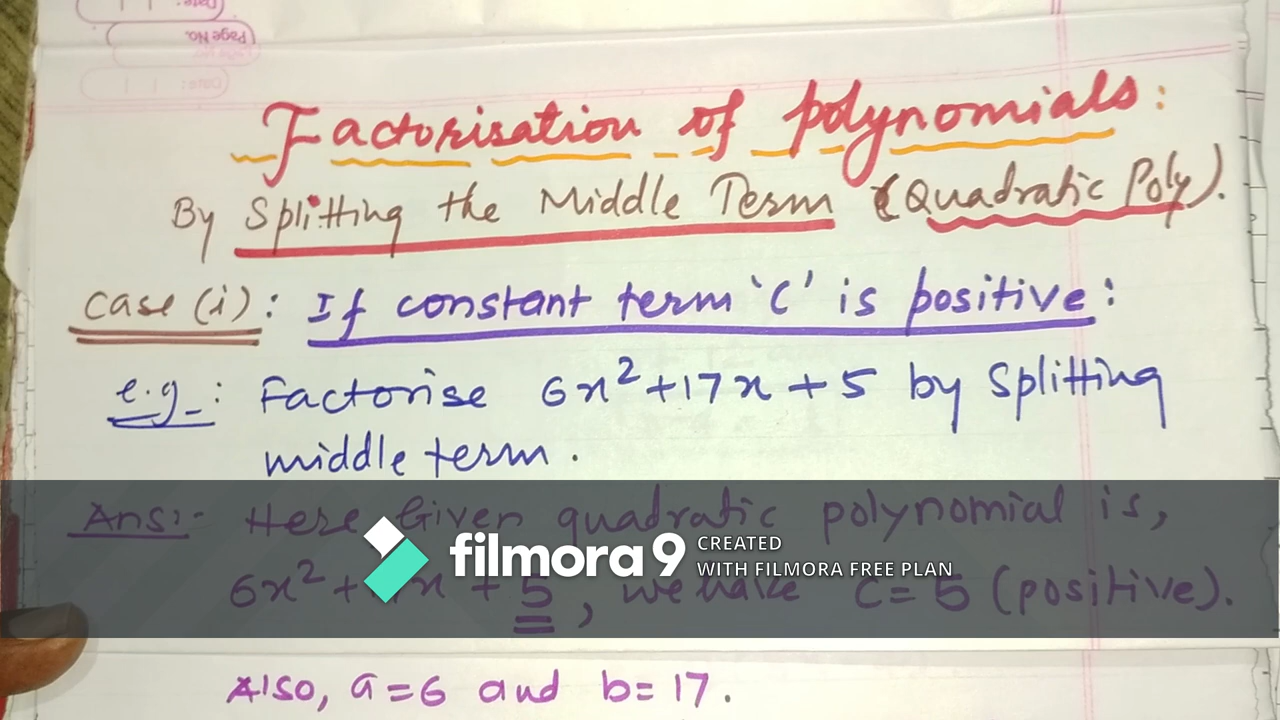 Date:
Page No.
Date:
Factorisation of polynomials:
By Splitting the Middle Term (Quadratic Poly).
Case (i): If constant term 'C' is positive:
e.g.: Factorise 6x²+17x+5 by Splitting
middle term.
Ans:- Here Given quadratic polynomial is,
filmora9 CREATED
WITH FILMORA FREE PLAN
6x²+ x + 5, we have C=5 (positive).
Also, a=6 and b=17.